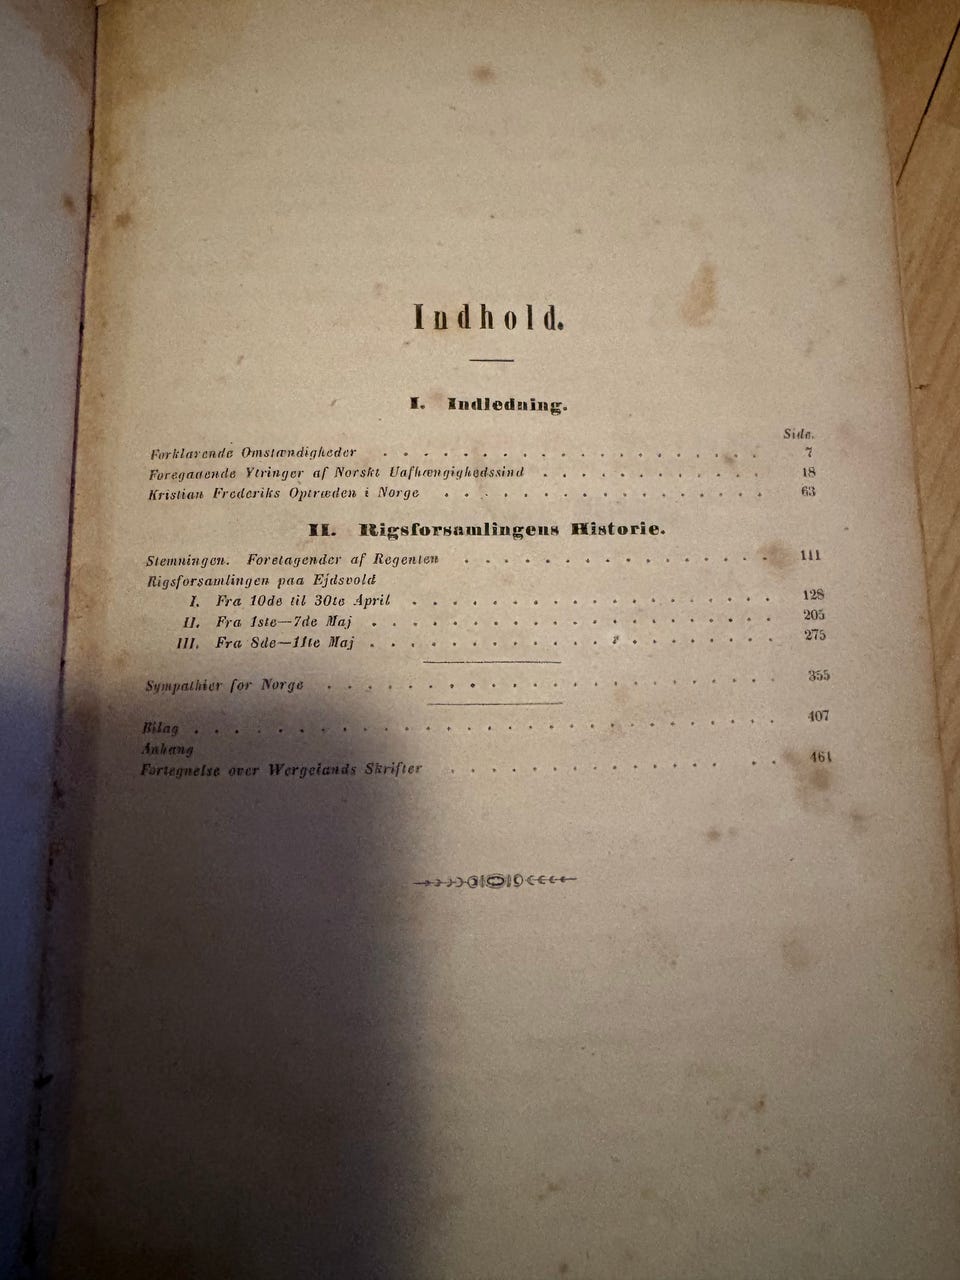 Indhold.
I. Indledning.
Side.
Forklarende Omstændigheder 7
Foregaaende Ytringer af Norskt Uafhængighedssind 18
Kristian Frederiks Optræden i Norge 63
II. Rigsforsamlingens Historie.
Stemningen. Foretagender af Regenten 111
Rigsforsamlingen paa Ejdsvold
I. Fra 10de til 30te April 128
II. Fra 1ste—7de Maj 205
III. Fra 8de—11te Maj 275
Sympathier for Norge 355
Bilag 407
Anhang
Fortegnelse over Wergelands Skrifter 461